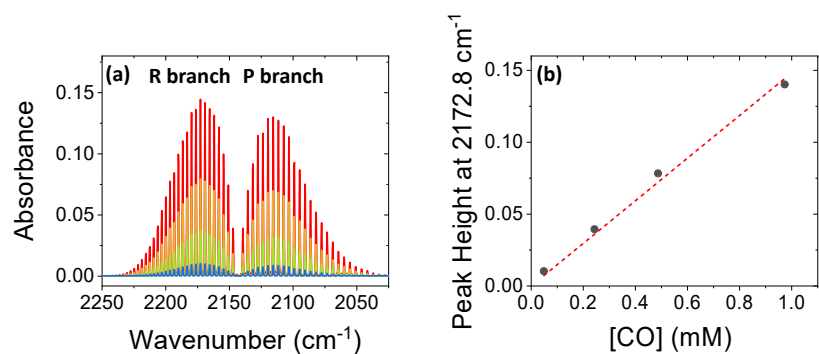 (a)
R branch P branch
Absorbance
0.15
0.10
0.05
0.00
2250 2200 2150 2100 2050
Wavenumber (cm⁻¹)
(b)
Peak Height at 2172.8 cm⁻¹
0.15
0.10
0.05
0.00
0.0 0.2 0.4 0.6 0.8 1.0
[CO] (mM)